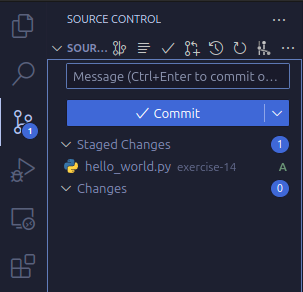 SOURCE CONTROL
SOUR...
Message (Ctrl+Enter to commit o...
Commit
1
Staged Changes 1
hello_world.py exercise-14 A
Changes 0